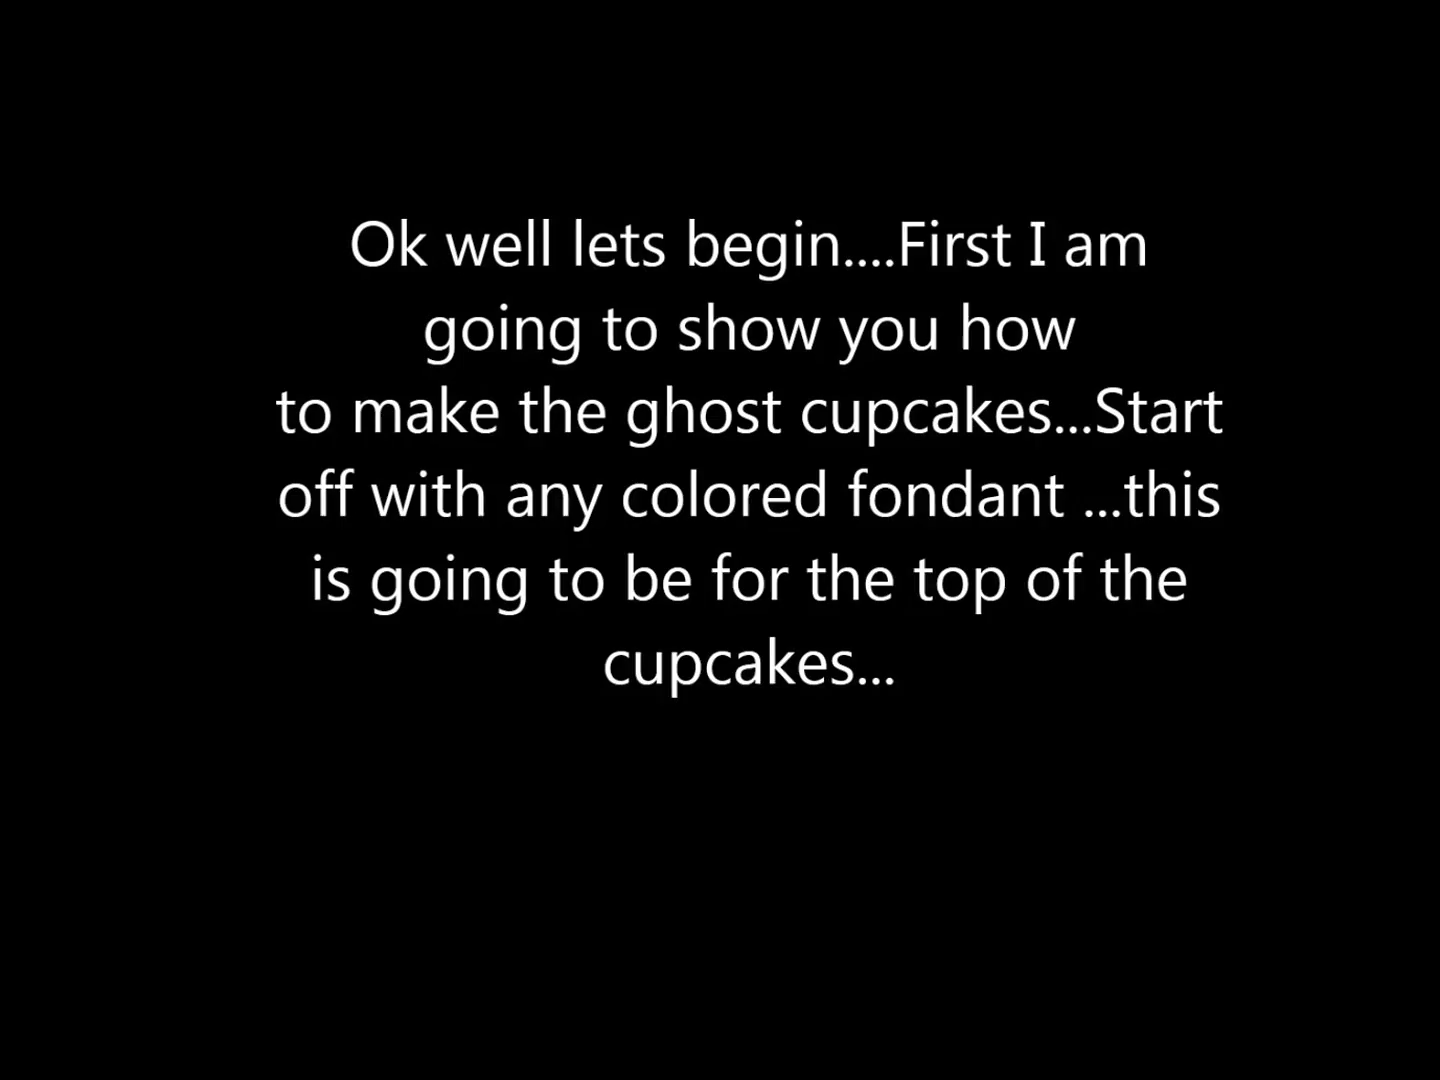 Ok well lets begin....First I am
going to show you how
to make the ghost cupcakes...Start
off with any colored fondant ...this
is going to be for the top of the
cupcakes...